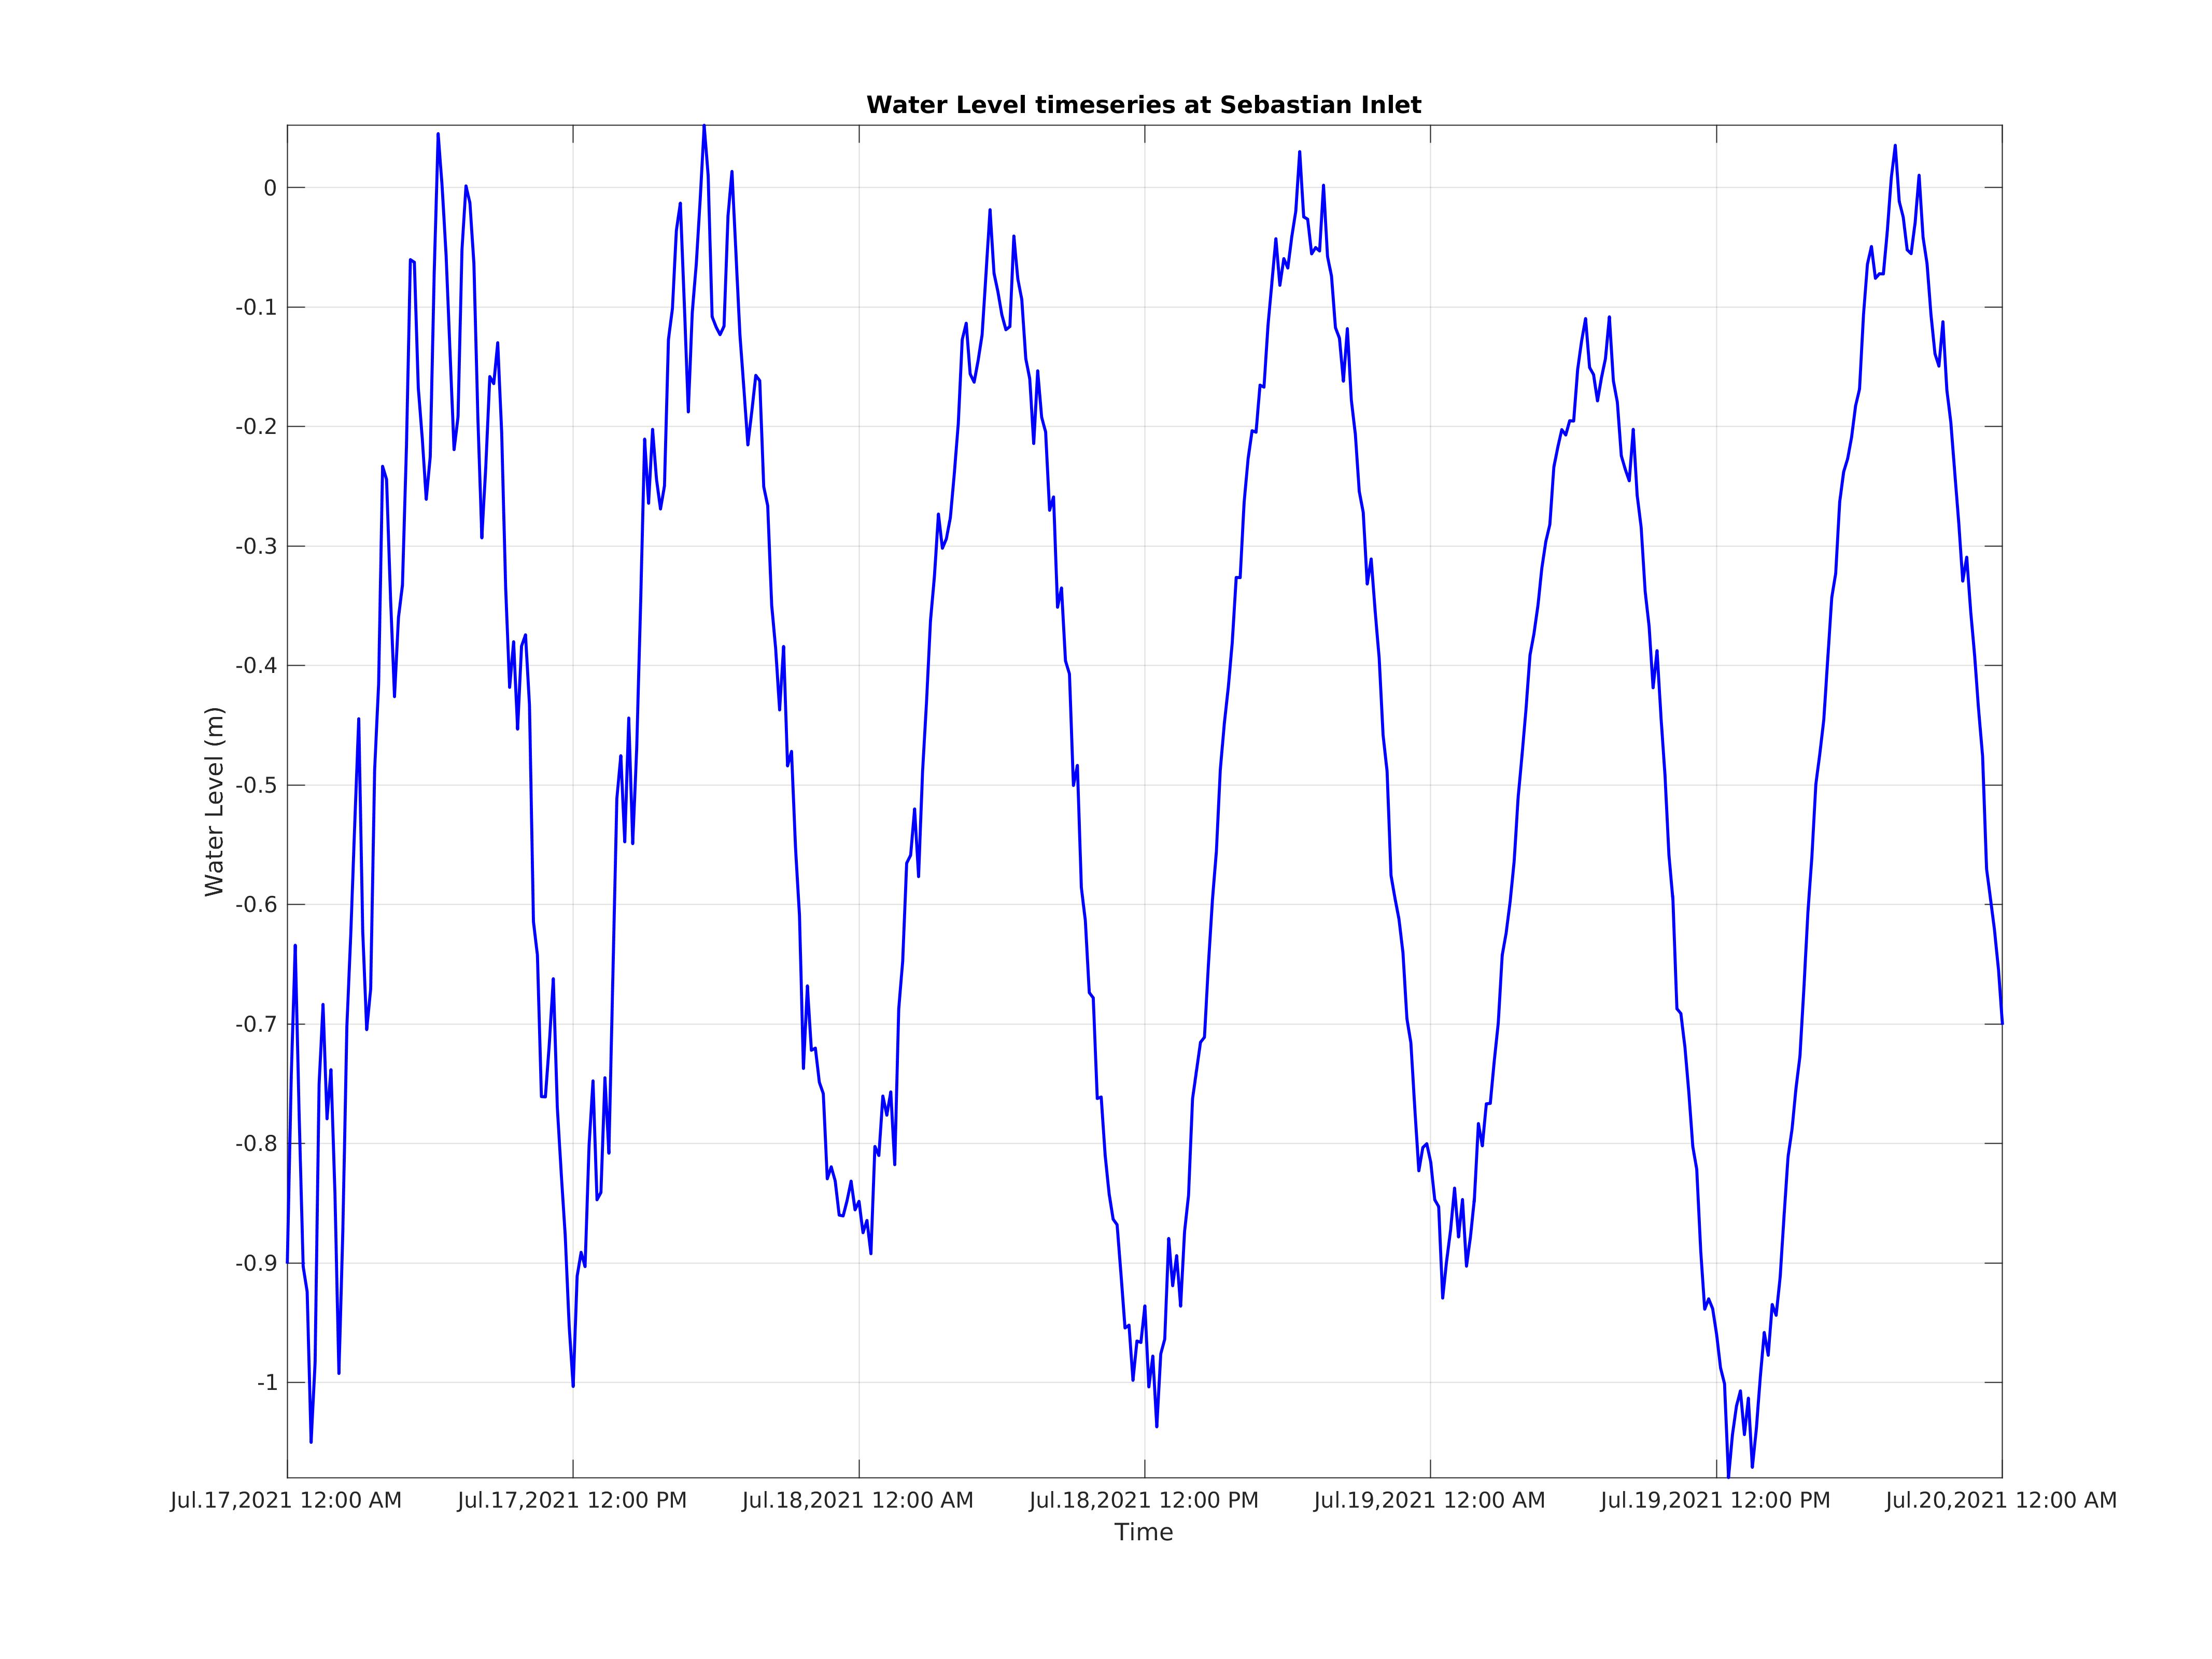 Water Level timeseries at Sebastian Inlet
0
-0.1
-0.2
-0.3
-0.4
-0.5
-0.6
-0.7
-0.8
-0.9
-1
Water Level (m)
Jul.17,2021 12:00 AM
Jul.17,2021 12:00 PM
Jul.18,2021 12:00 AM
Jul.18,2021 12:00 PM
Jul.19,2021 12:00 AM
Jul.19,2021 12:00 PM
Jul.20,2021 12:00 AM
Time